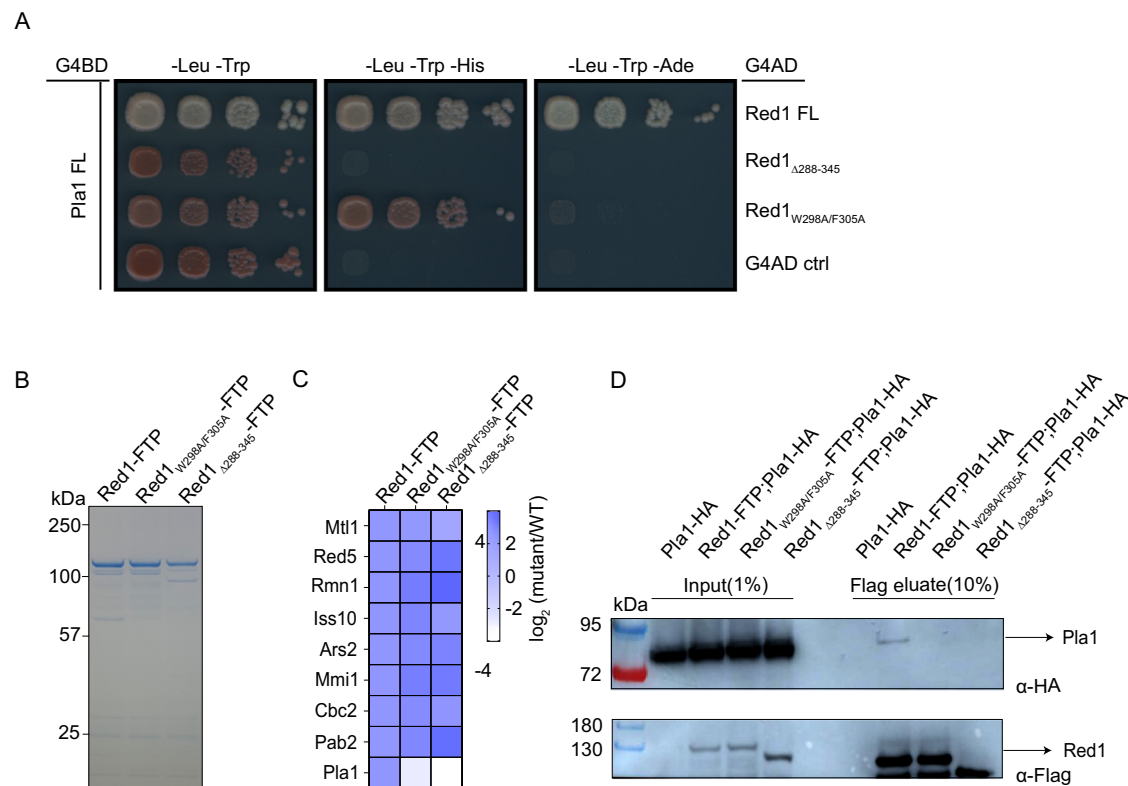 A
G4BD -Leu -Trp -Leu -Trp -His -Leu -Trp -Ade G4AD
Pla1 FL
Red1 FL
Red1Δ288-345
Red1W298A/F305A
G4AD ctrl
B
Red1-FTP
Red1W298A/F305A-FTP
Red1Δ288-345-FTP
kDa
250
100
57
25
C
Red1-FTP
Red1W298A/F305A-FTP
Red1Δ288-345-FTP
Mtl1
Red5
Rmn1
Iss10
Ars2
Mmi1
Cbc2
Pab2
Pla1
4
2
0
-2
-4
log2 (mutant/WT)
D
Pla1-HA
Red1-FTP;Pla1-HA
Red1W298A/F305A-FTP;Pla1-HA
Red1Δ288-345-FTP;Pla1-HA
Pla1-HA
Red1-FTP;Pla1-HA
Red1W298A/F305A-FTP;Pla1-HA
Red1Δ288-345-FTP;Pla1-HA
Input(1%) Flag eluate(10%)
kDa
95
72
Pla1
α-HA
180
130
Red1
α-Flag